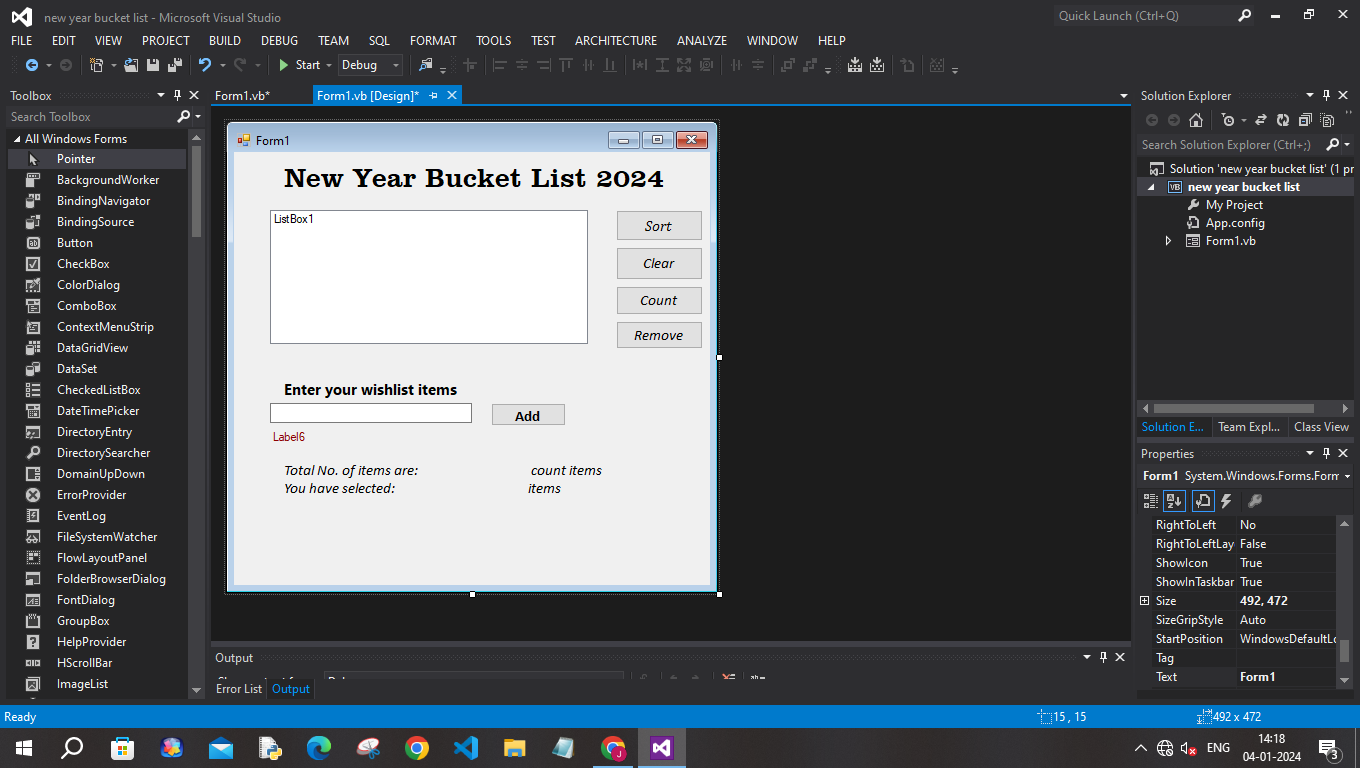 new year bucket list - Microsoft Visual Studio
Quick Launch (Ctrl+Q)
FILE EDIT VIEW PROJECT BUILD DEBUG TEAM SQL FORMAT TOOLS TEST ARCHITECTURE ANALYZE WINDOW HELP
Start Debug
Toolbox
Search Toolbox
All Windows Forms
Pointer
BackgroundWorker
BindingNavigator
BindingSource
Button
CheckBox
ColorDialog
ComboBox
ContextMenuStrip
DataGridView
DataSet
CheckedListBox
DateTimePicker
DirectoryEntry
DirectorySearcher
DomainUpDown
ErrorProvider
EventLog
FileSystemWatcher
FlowLayoutPanel
FolderBrowserDialog
FontDialog
GroupBox
HelpProvider
HScrollBar
ImageList
Form1.vb* Form1.vb [Design]*
Form1
New Year Bucket List 2024
ListBox1
Sort
Clear
Count
Remove
Enter your wishlist items
Add
Label6
Total No. of items are: count items
You have selected: items
Output
Error List Output
Solution Explorer
Search Solution Explorer (Ctrl+;)
Solution 'new year bucket list' (1 pr
VB new year bucket list
My Project
App.config
Form1.vb
Solution E... Team Expl... Class View
Properties
Form1 System.Windows.Forms.Form
RightToLeft No
RightToLeftLay False
ShowIcon True
ShowInTaskbar True
Size 492, 472
SizeGripStyle Auto
StartPosition WindowsDefaultLo
Tag
Text Form1
Ready 15 , 15 492 x 472
ENG 14:18
04-01-2024
3